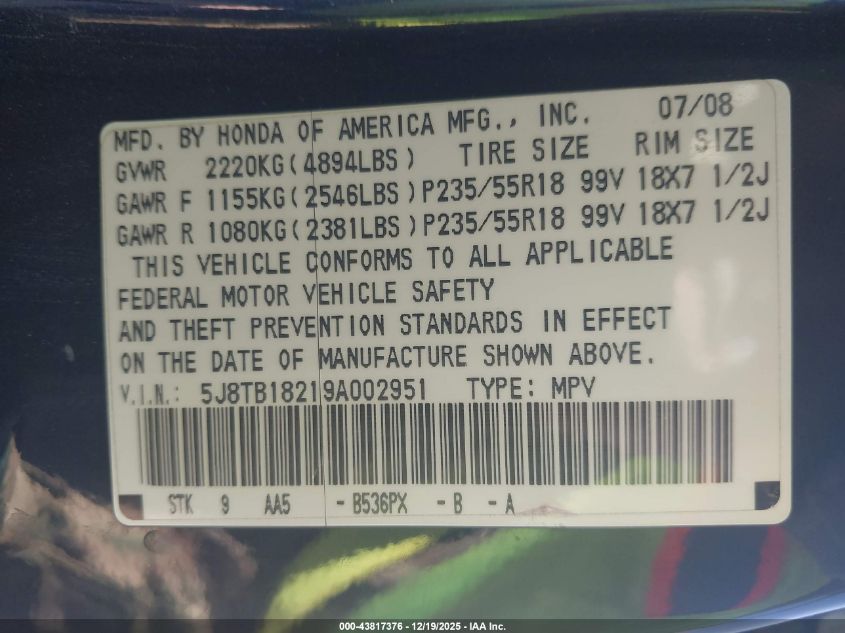 MFD. BY HONDA OF AMERICA MFG., INC. 07/08
GVWR 2220KG(4894LBS) TIRE SIZE RIM SIZE
GAWR F 1155KG(2546LBS)P235/55R18 99V 18X7 1/2J
GAWR R 1080KG(2381LBS)P235/55R18 99V 18X7 1/2J
THIS VEHICLE CONFORMS TO ALL APPLICABLE
FEDERAL MOTOR VEHICLE SAFETY
AND THEFT PREVENTION STANDARDS IN EFFECT
ON THE DATE OF MANUFACTURE SHOWN ABOVE.
V.I.N.: 5J8TB18219A002951 TYPE: MPV
STK 9 AA5 -B536PX -B -A
000-43817376 - 12/19/2025 - IAA Inc.